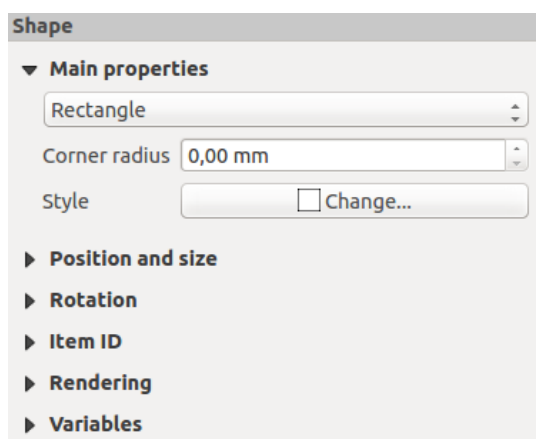 Shape
Main properties
Rectangle
Corner radius 0,00 mm
Style Change...
Position and size
Rotation
Item ID
Rendering
Variables